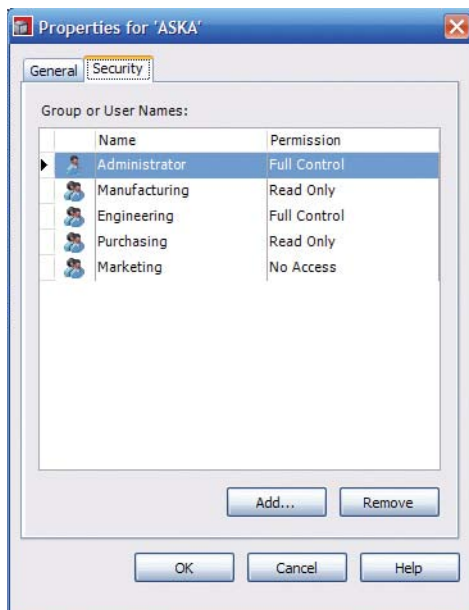 Properties for 'ASKA'
General Security
Group or User Names:
Name Permission
Administrator Full Control
Manufacturing Read Only
Engineering Full Control
Purchasing Read Only
Marketing No Access
Add... Remove
OK Cancel Help